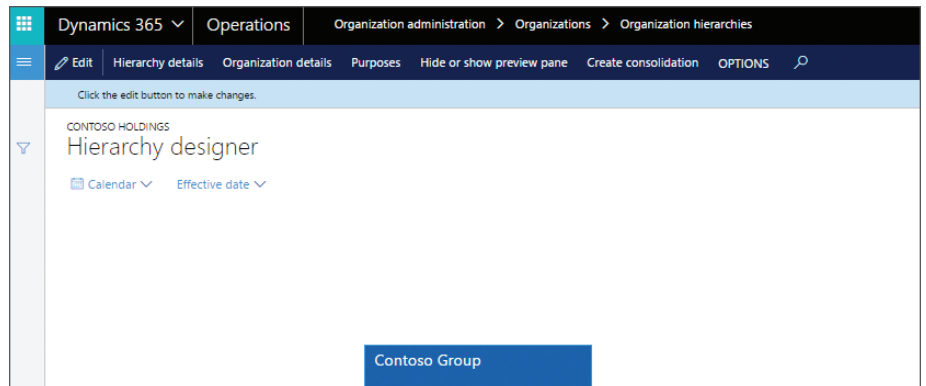 Dynamics 365 Operations Organization administration > Organizations > Organization hierarchies
Edit Hierarchy details Organization details Purposes Hide or show preview pane Create consolidation OPTIONS
Click the edit button to make changes.
CONTOSO HOLDINGS
Hierarchy designer
Calendar Effective date
Contoso Group